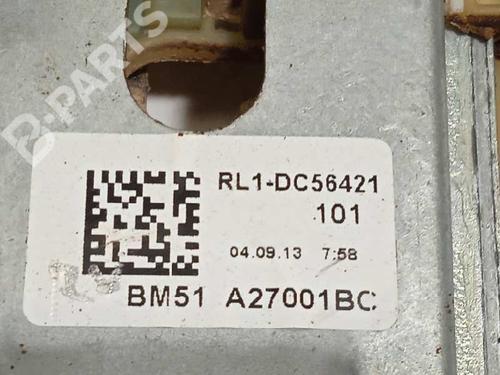 B-PARTS
RL1-DC56421
101
04.09.13 7:58
BM51 A27001BC